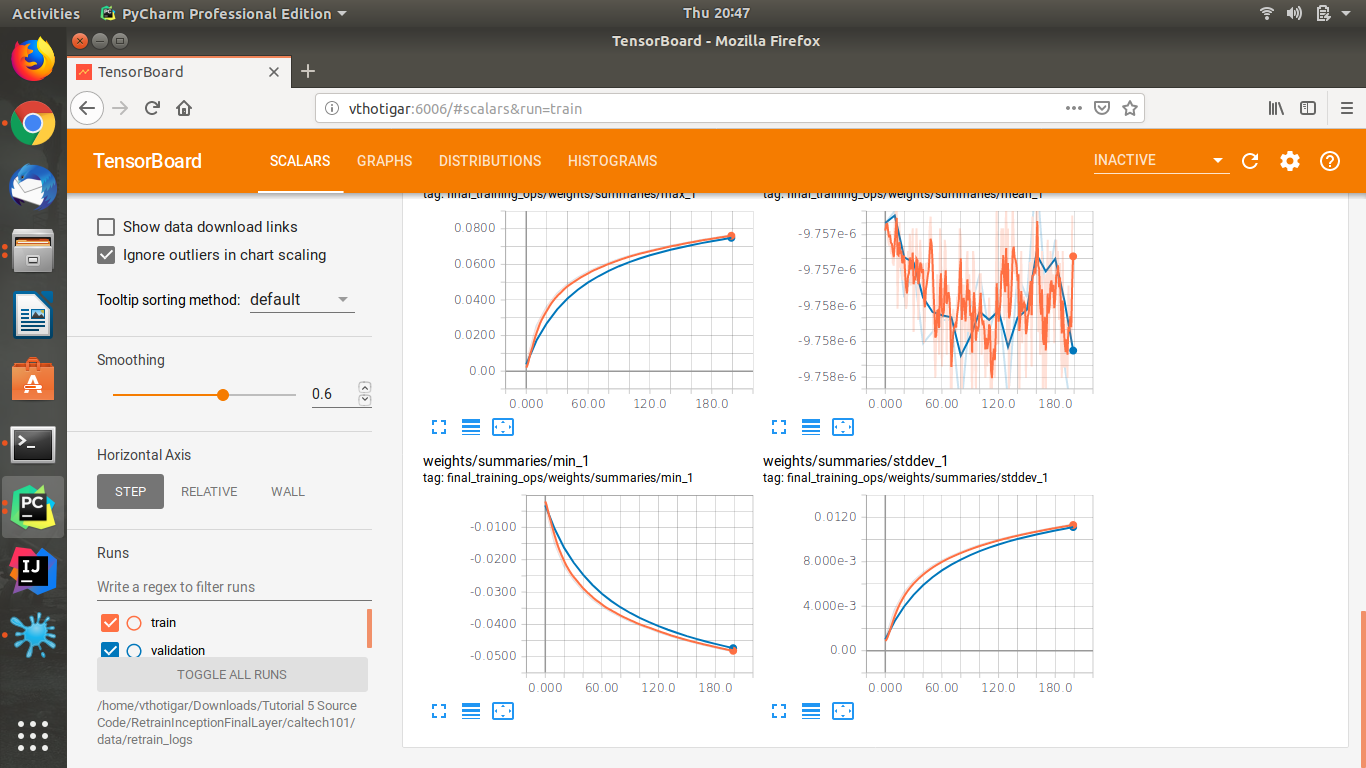 Activities PyCharm Professional Edition Thu 20:47
TensorBoard - Mozilla Firefox
TensorBoard
vthotigar:6006/#scalars&run=train
TensorBoard SCALARS GRAPHS DISTRIBUTIONS HISTOGRAMS INACTIVE
Show data download links
Ignore outliers in chart scaling
Tooltip sorting method: default
Smoothing
0.6
Horizontal Axis
STEP RELATIVE WALL
Runs
Write a regex to filter runs
train
validation
TOGGLE ALL RUNS
/home/vthotigar/Downloads/Tutorial 5 Source
Code/RetrainInceptionFinalLayer/caltech101/
data/retrain_logs
tag: final_training_ops/weights/summaries/max_1
0.0800
0.0600
0.0400
0.0200
0.00
0.000 60.00 120.0 180.0
tag: final_training_ops/weights/summaries/mean_1
-9.757e-6
-9.757e-6
-9.758e-6
-9.758e-6
-9.758e-6
0.000 60.00 120.0 180.0
weights/summaries/min_1
tag: final_training_ops/weights/summaries/min_1
-0.0100
-0.0200
-0.0300
-0.0400
-0.0500
0.000 60.00 120.0 180.0
weights/summaries/stddev_1
tag: final_training_ops/weights/summaries/stddev_1
0.0120
8.000e-3
4.000e-3
0.00
0.000 60.00 120.0 180.0
PC
IJ